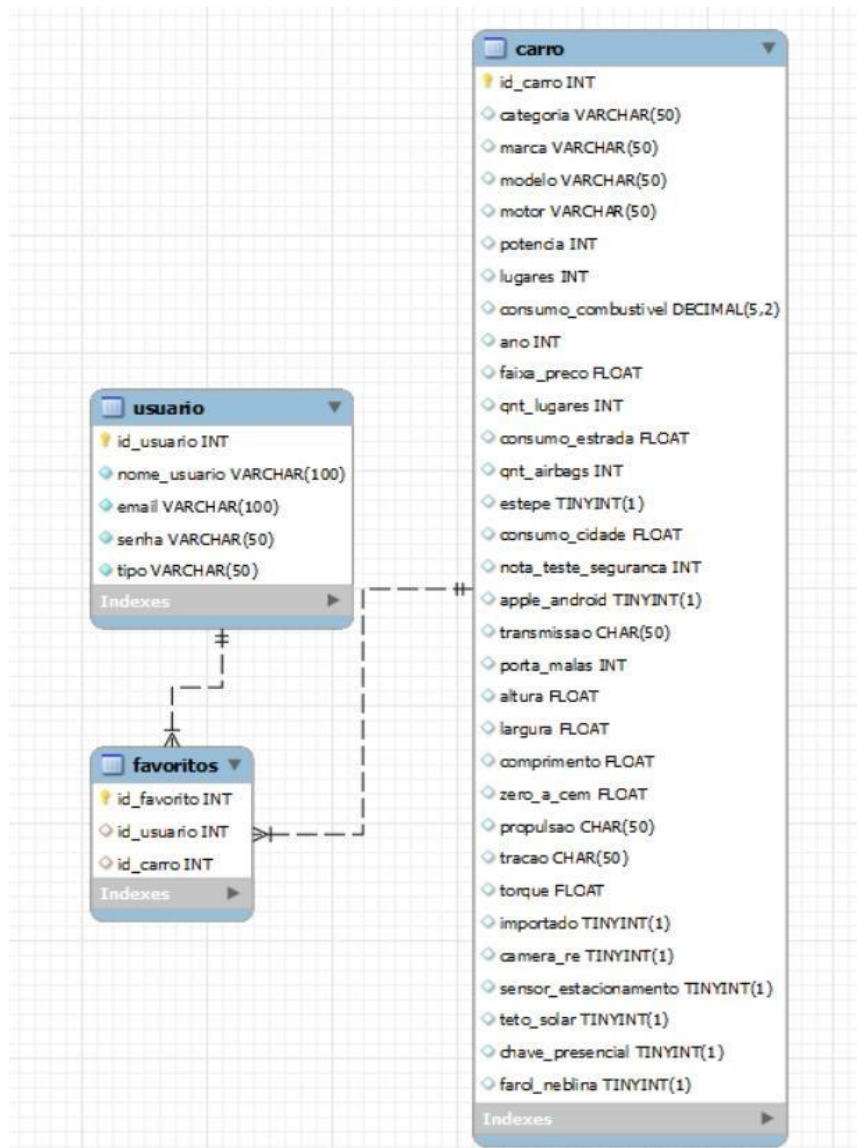 carro
id_carro INT
categoria VARCHAR(50)
marca VARCHAR(50)
modelo VARCHAR(50)
motor VARCHAR(50)
potencia INT
lugares INT
consumo_combustivel DECIMAL(5,2)
ano INT
faixa_preco FLOAT
qnt_lugares INT
consumo_estrada FLOAT
qnt_airbags INT
estepe TINYINT(1)
consumo_cidade FLOAT
nota_teste_seguranca INT
apple_android TINYINT(1)
transmissao CHAR(50)
porta_malas INT
altura FLOAT
largura FLOAT
comprimento FLOAT
zero_a_cem FLOAT
propulsao CHAR(50)
tracao CHAR(50)
torque FLOAT
importado TINYINT(1)
camera_re TINYINT(1)
sensor_estacionamento TINYINT(1)
teto_solar TINYINT(1)
chave_presencial TINYINT(1)
farol_neblina TINYINT(1)
Indexes
usuario
id_usuario INT
nome_usuario VARCHAR(100)
email VARCHAR(100)
senha VARCHAR(50)
tipo VARCHAR(50)
Indexes
favoritos
id_favorito INT
id_usuario INT
id_carro INT
Indexes